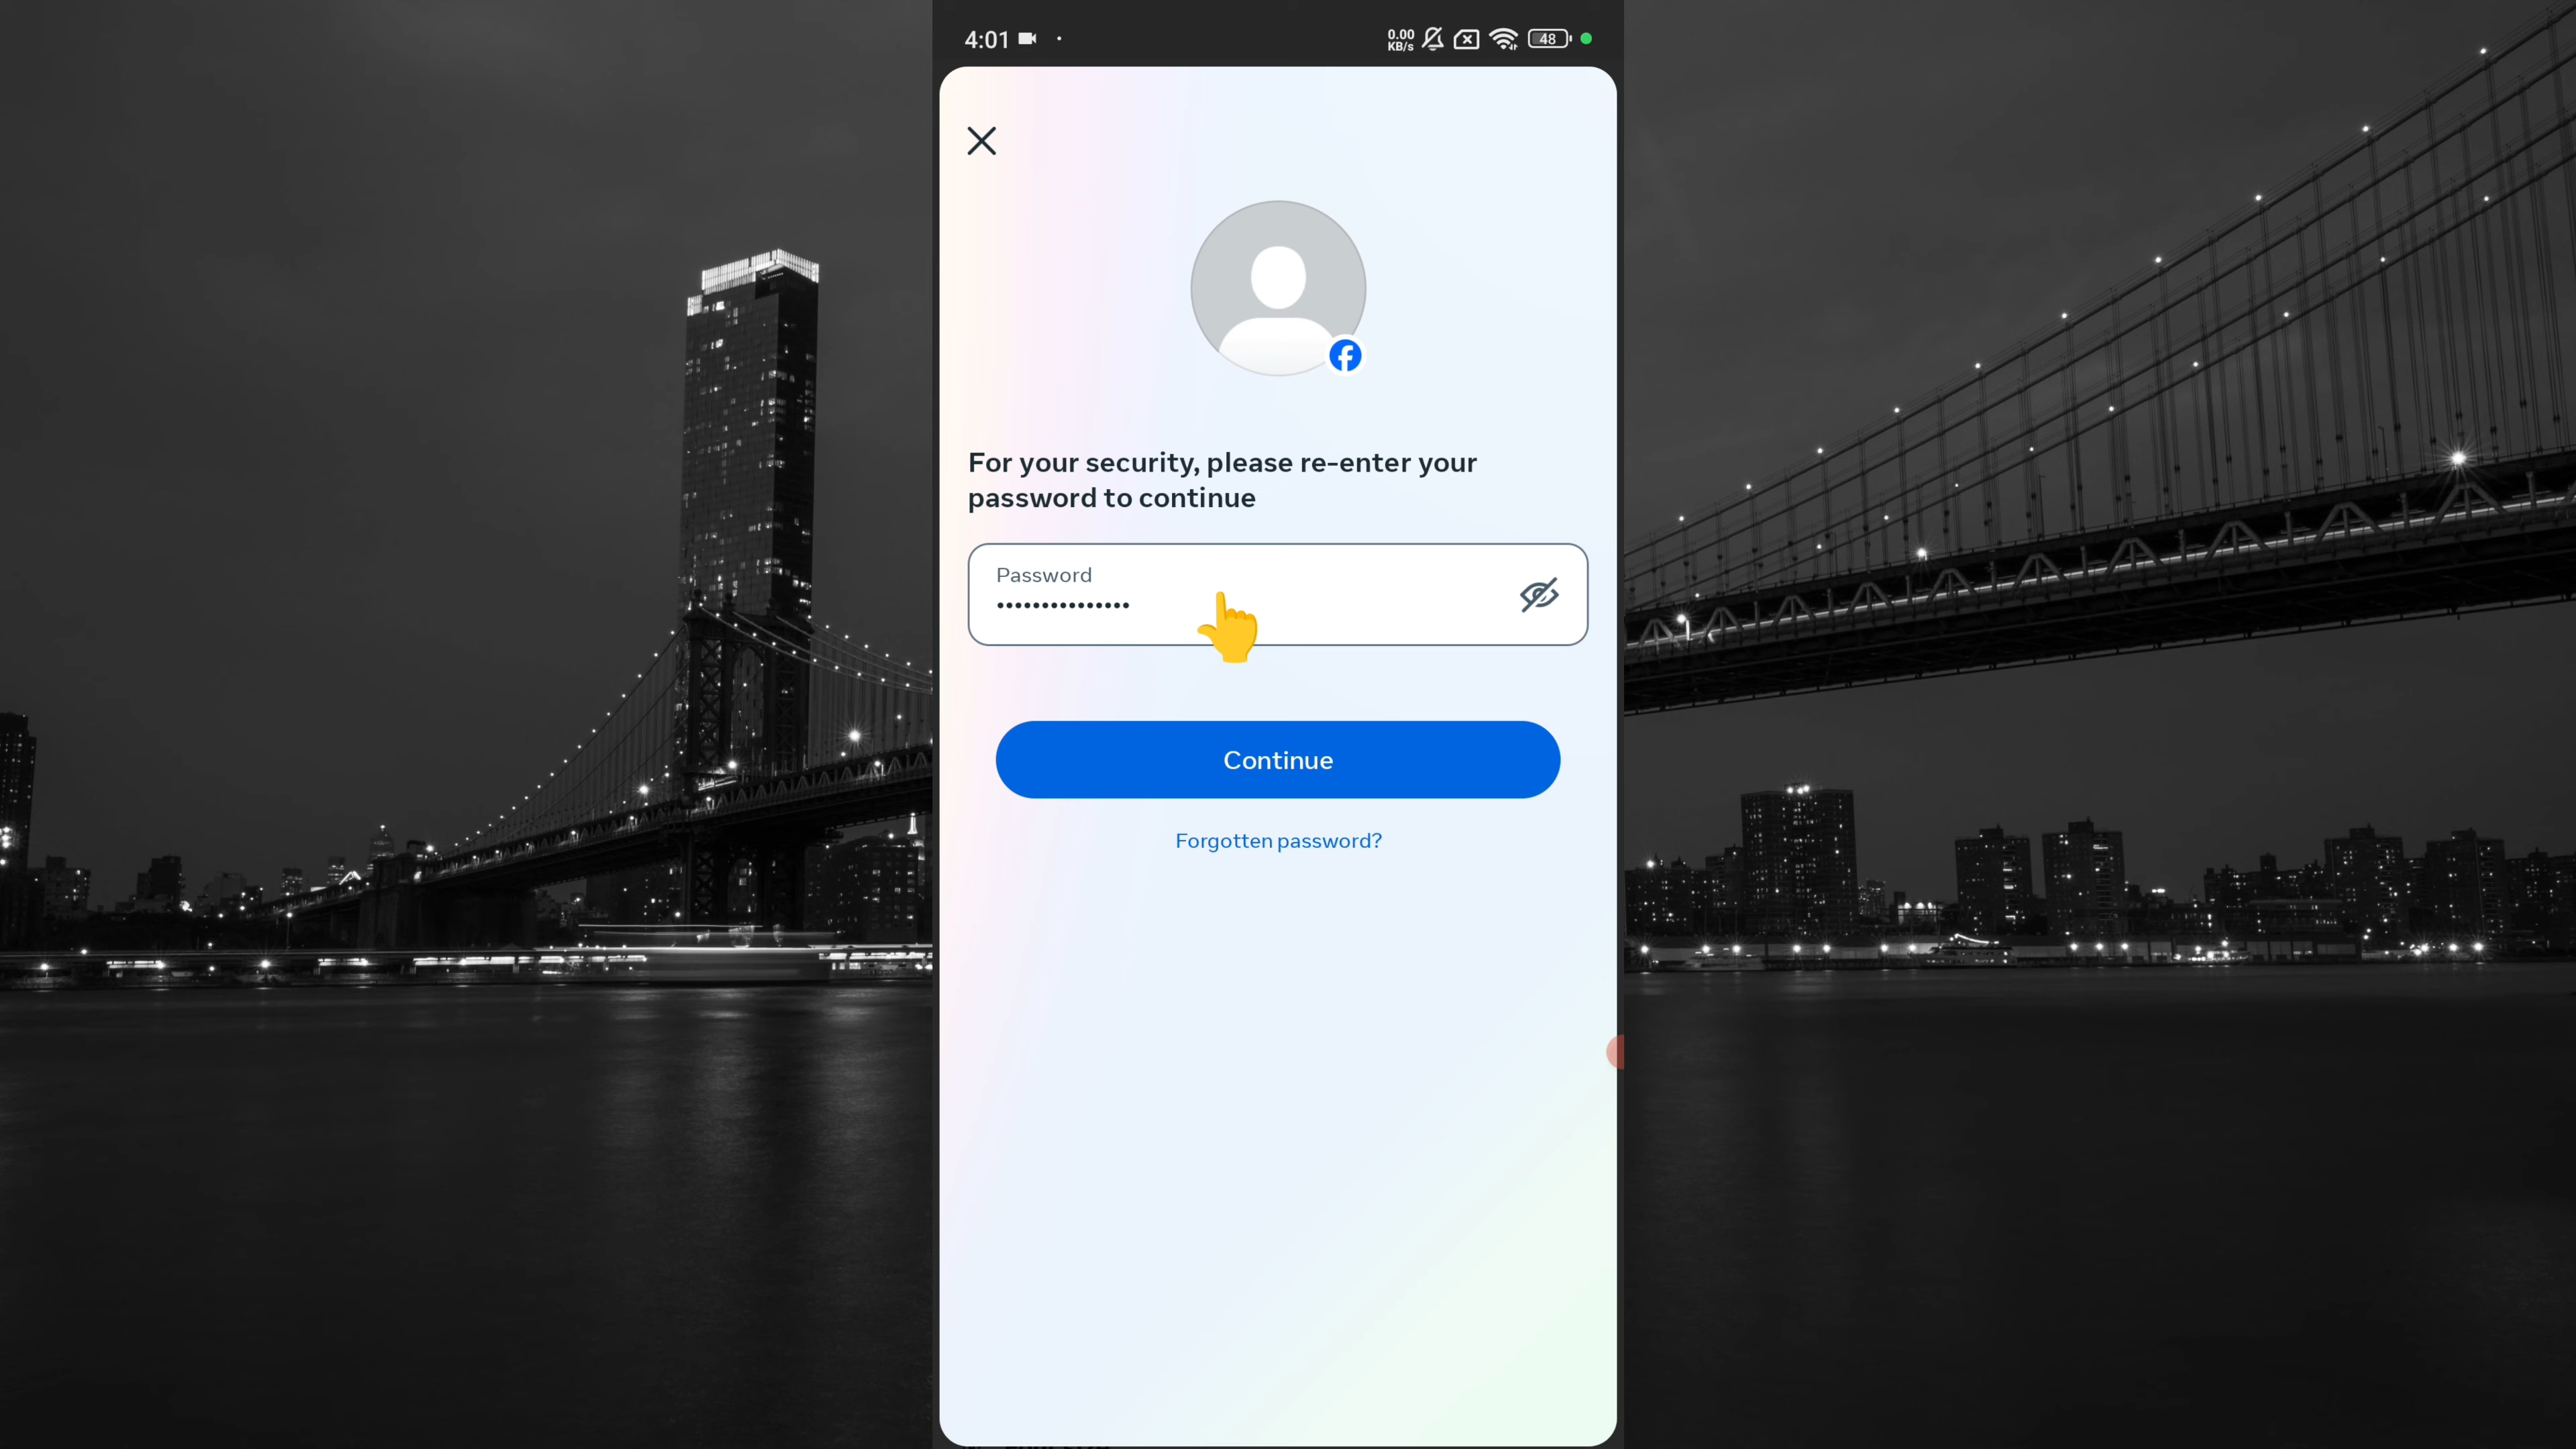 4:01
0.00
KB/s
48
For your security, please re-enter your
password to continue
Password
•••••••••••••••
Continue
Forgotten password?